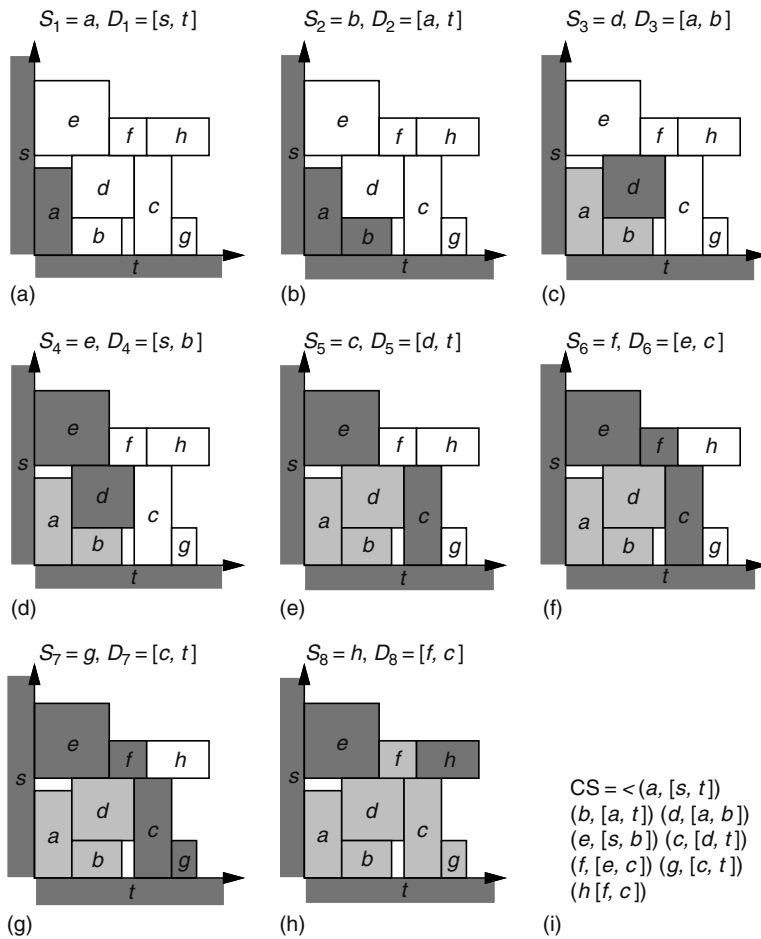 S1 = a, D1 = [s, t]
S2 = b, D2 = [a, t]
S3 = d, D3 = [a, b]
e
f
h
s
d
a
c
b
g
t
(a)
e
f
h
d
a
c
b
g
t
(b)
e
f
h
s
d
a
c
b
g
t
(c)
S4 = e, D4 = [s, b]
S5 = c, D5 = [d, t]
S6 = f, D6 = [e, c]
e
f
h
s
d
a
c
b
g
t
(d)
e
f
h
s
d
a
c
b
g
t
(e)
e
f
h
s
d
a
c
b
g
t
(f)
S7 = g, D7 = [c, t]
S8 = h, D8 = [f, c]
e
f
h
s
d
a
c
b
g
t
(g)
e
f
h
s
d
a
c
b
g
t
(h)
CS = < (a, [s, t])
(b, [a, t]) (d, [a, b])
(e, [s, b]) (c, [d, t])
(f, [e, c]) (g, [c, t])
(h [f, c])
(i)